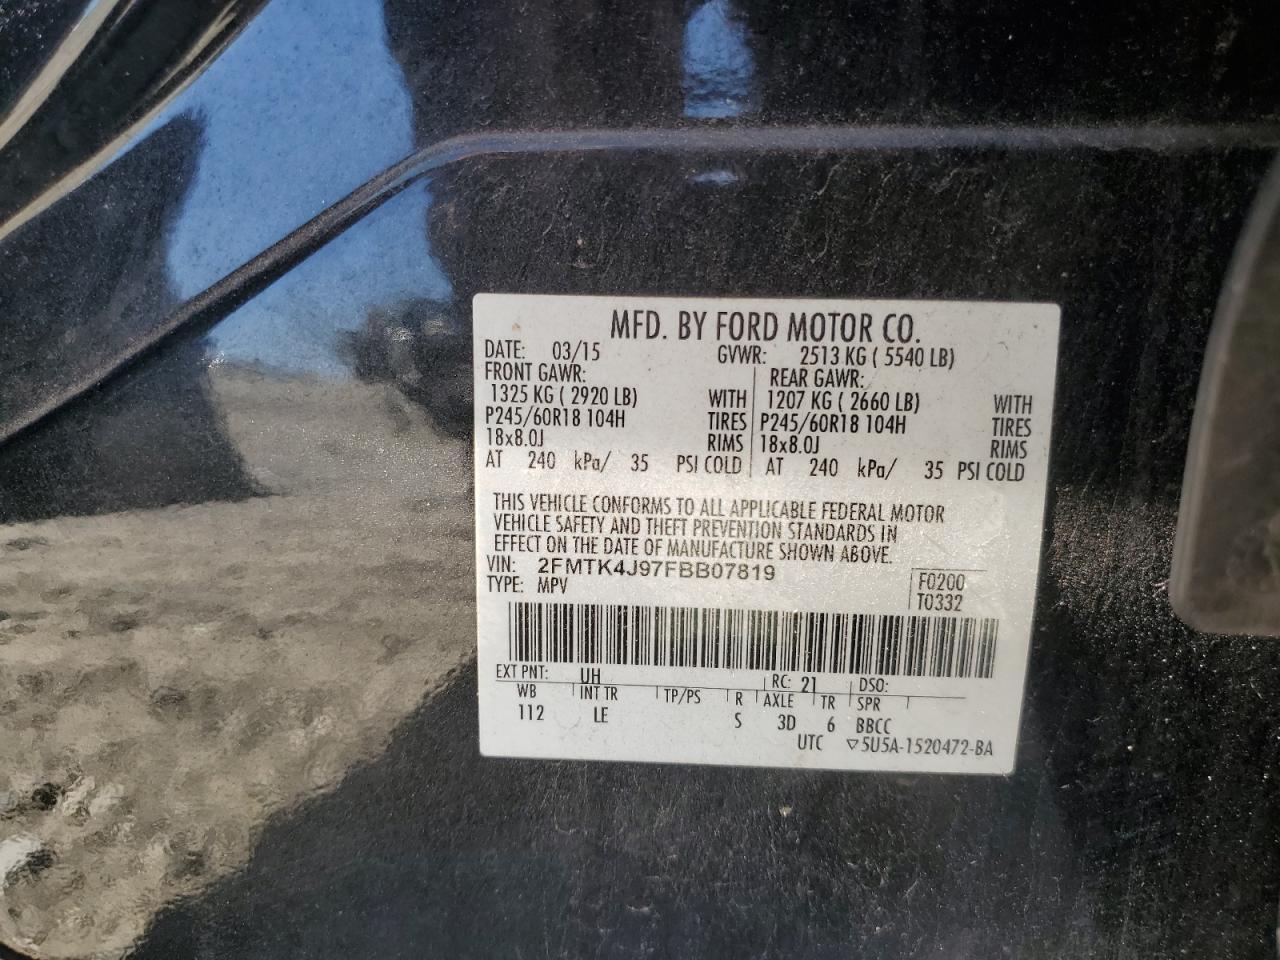 MFD. BY FORD MOTOR CO.
DATE: 03/15 GVWR: 2513 KG ( 5540 LB)
FRONT GAWR: REAR GAWR:
1325 KG ( 2920 LB) WITH 1207 KG ( 2660 LB) WITH
P245/60R18 104H TIRES P245/60R18 104H TIRES
18x8.0J RIMS 18x8.0J RIMS
AT 240 kPa/ 35 PSI COLD AT 240 kPa/ 35 PSI COLD
THIS VEHICLE CONFORMS TO ALL APPLICABLE FEDERAL MOTOR
VEHICLE SAFETY AND THEFT PREVENTION STANDARDS IN
EFFECT ON THE DATE OF MANUFACTURE SHOWN ABOVE.
VIN: 2FMTK4J97FBB07819 F0200
TYPE: MPV T0332
EXT PNT: UH RC: 21 DSO:
WB INT TR TP/PS R AXLE TR SPR
112 LE S 3D 6 BBCC
UTC ▽5U5A-1520472-BA